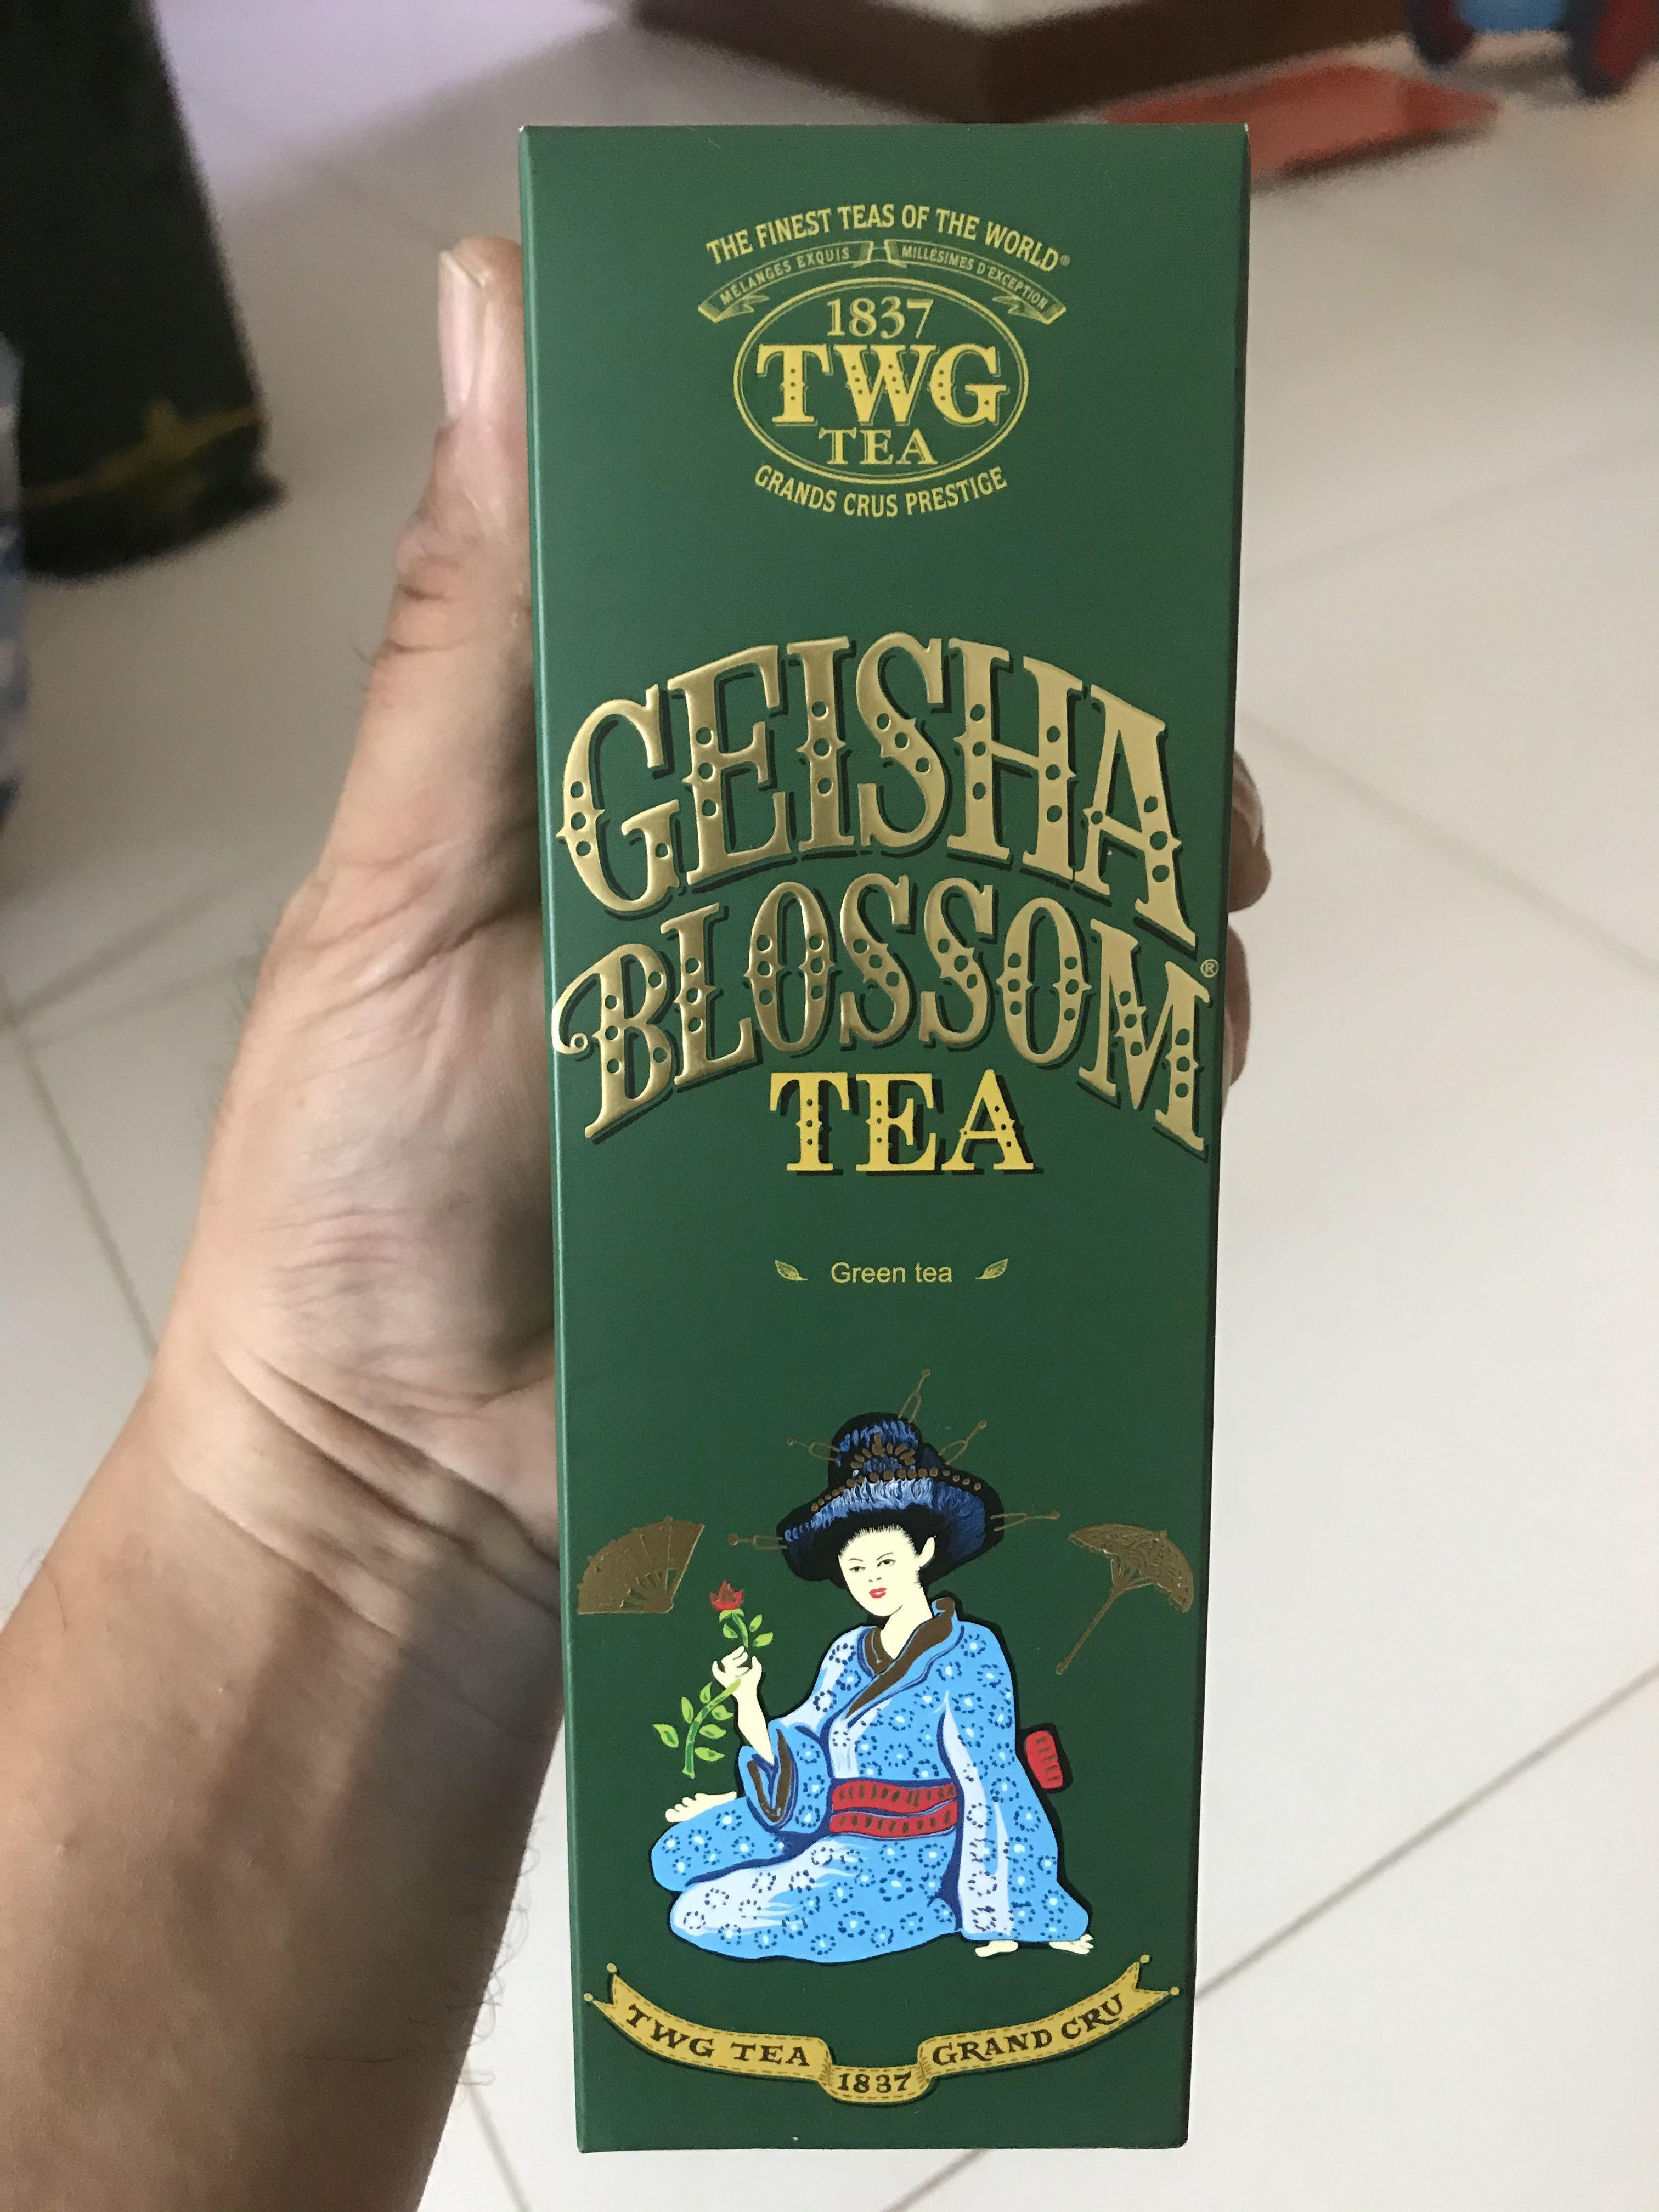 THE FINEST TEAS OF THE WORLD®
MÉLANGES EXQUIS MILLÉSIMES D'EXCEPTION
1837
TWG
TEA
GRANDS CRUS PRESTIGE
GEISHA
BLOSSOM®
TEA
Green tea
TWG TEA 1837 GRAND CRU